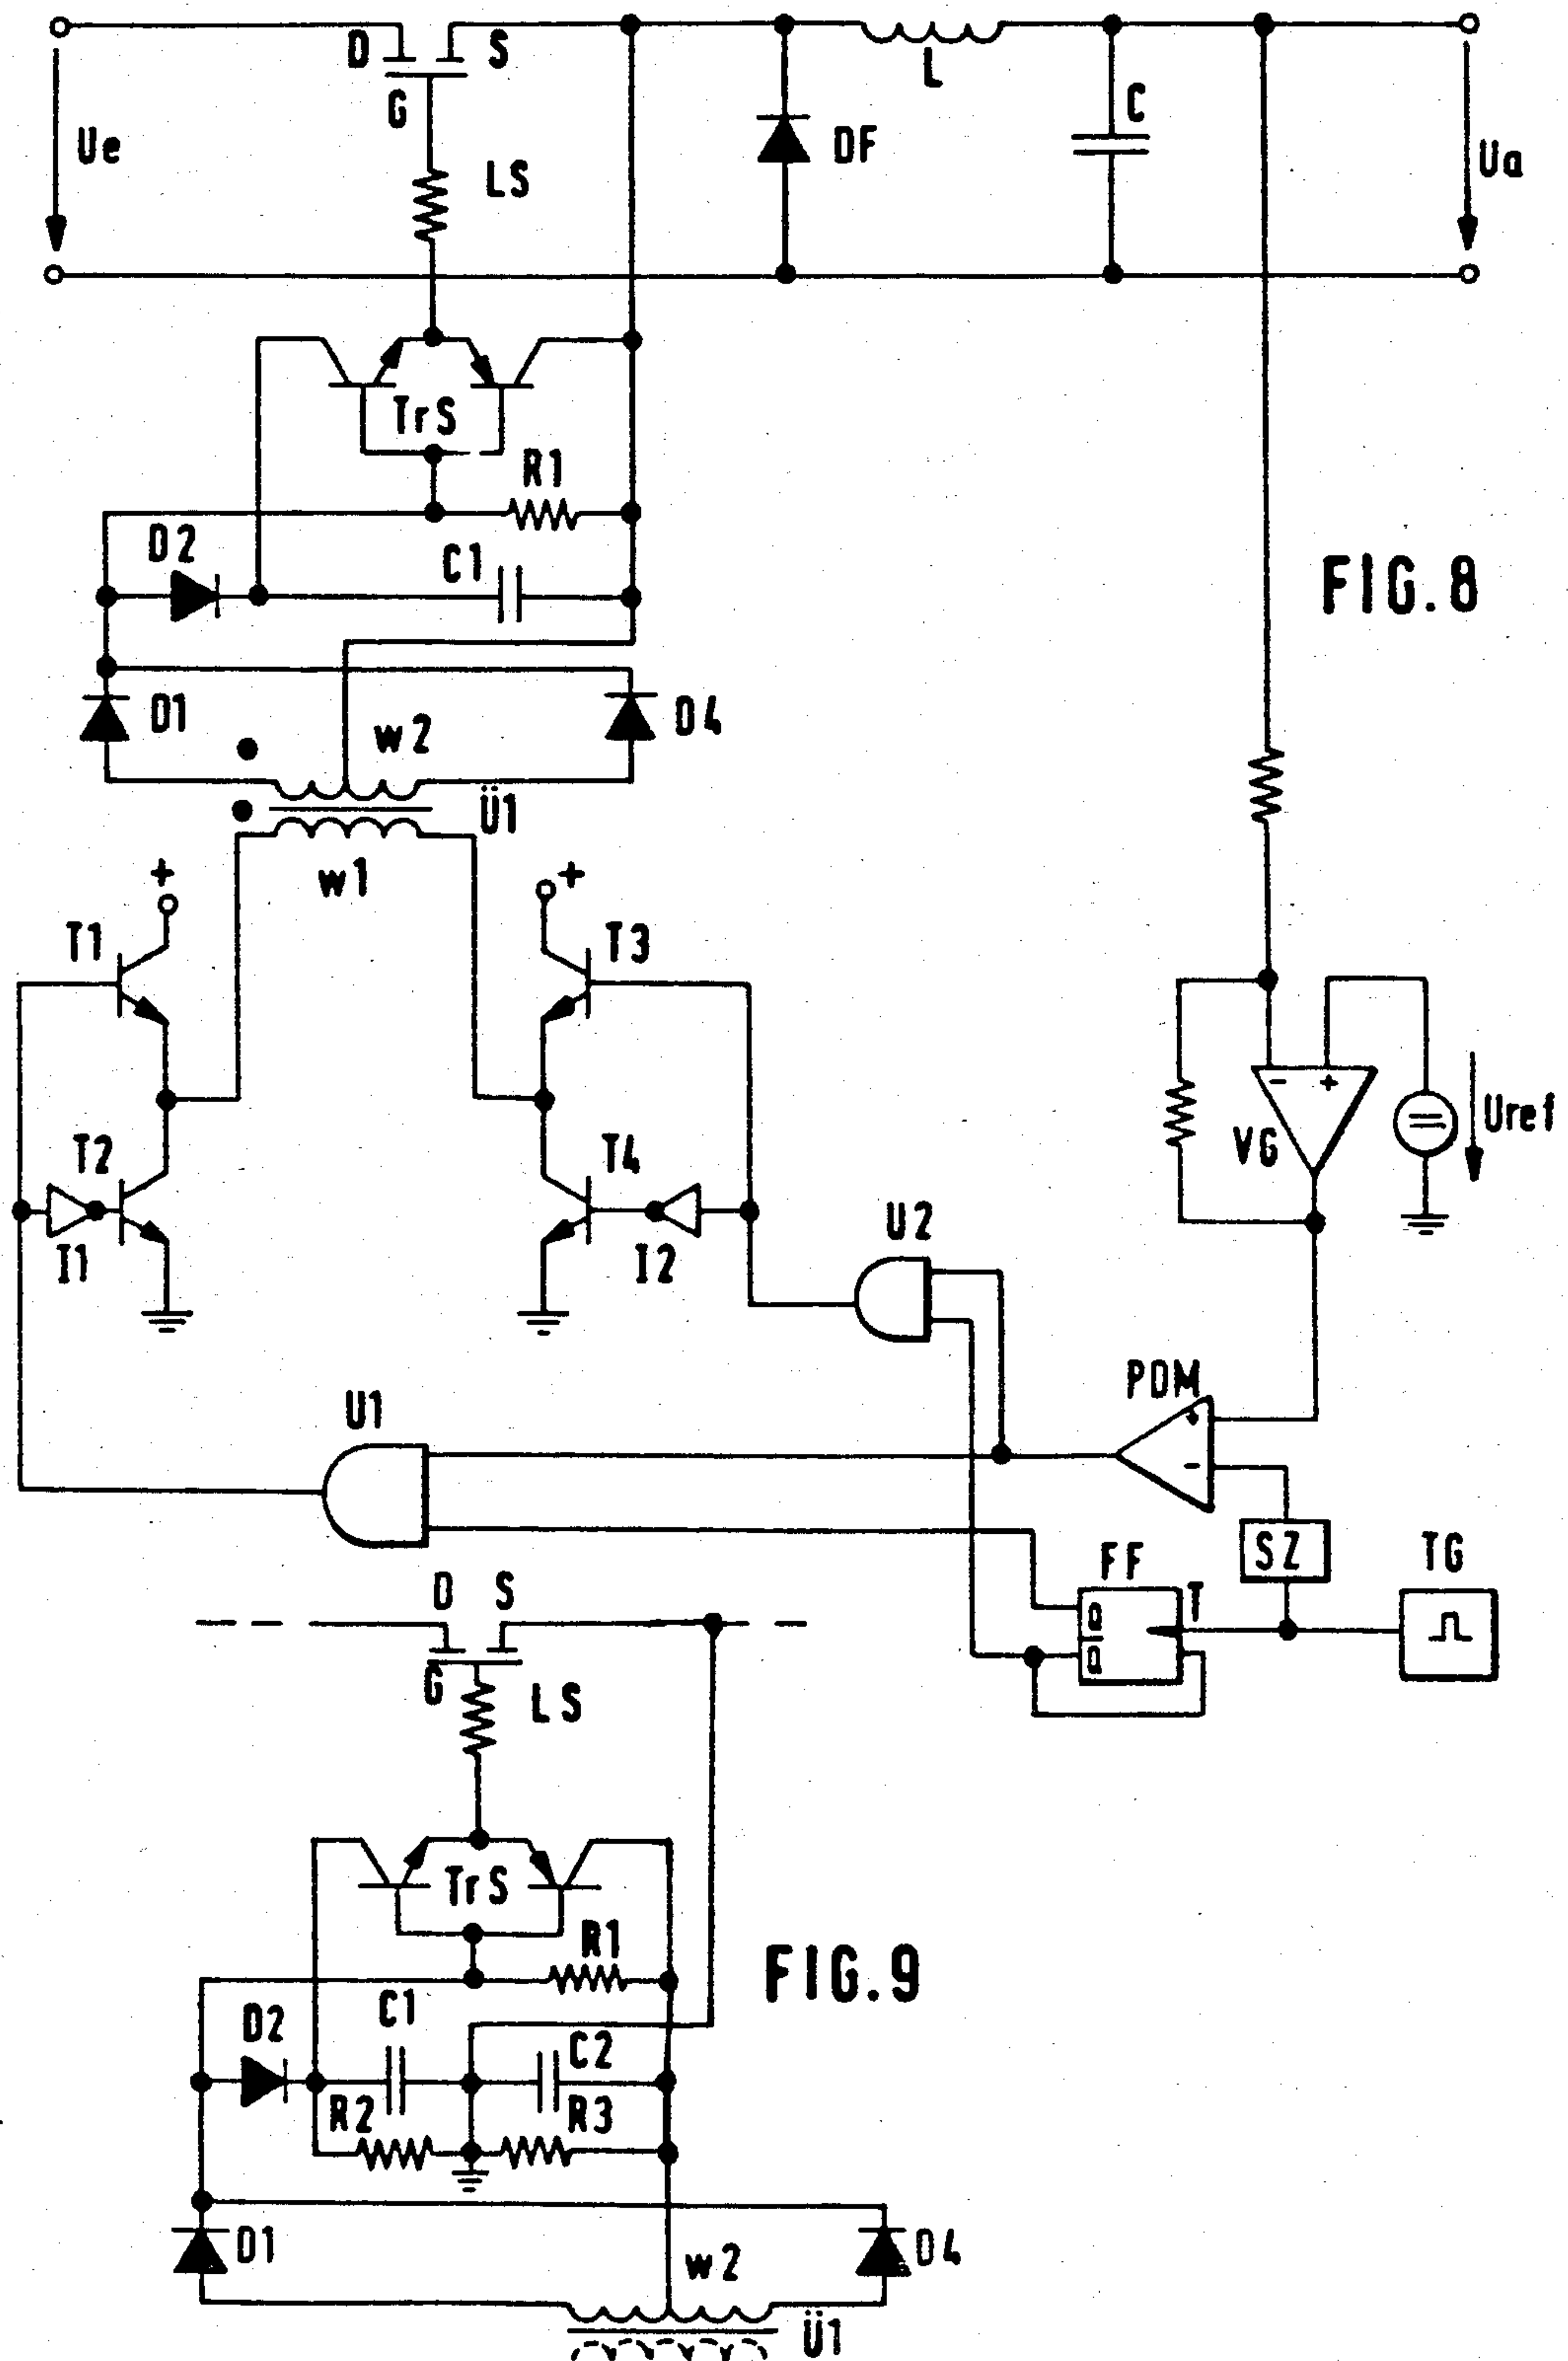 D S
G
Ue
LS
L
DF
C
Ua
TrS
R1
D2
C1
FIG. 8
D1
w2
D4
Ü1
w1
+
+
T1
T3
T2
T4
I1
I2
- +
VG
Uref
U2
PDM
+
-
U1
SZ
TG
FF
T
Q
Q
D S
G
LS
TrS
R1
FIG. 9
D2
C1
C2
R2
R3
D1
w2
D4
Ü1